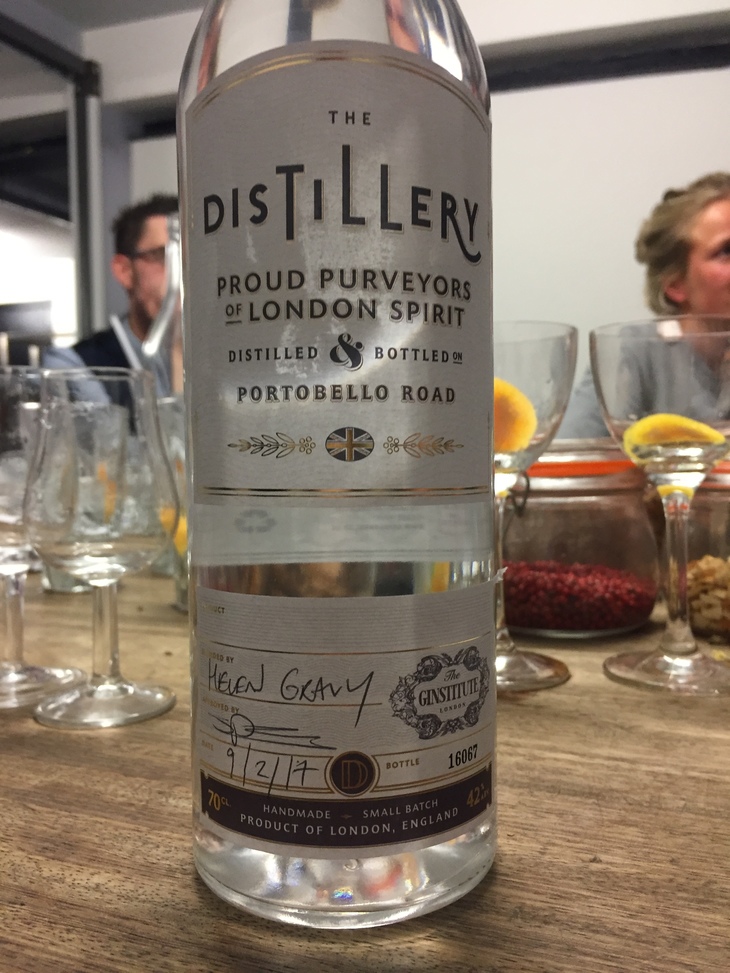 THE
DISTILLERY
PROUD PURVEYORS
OF LONDON SPIRIT
DISTILLED & BOTTLED ON
PORTOBELLO ROAD
HELEN GRAVY
The
GINSTITUTE
LONDON
BY
9/2/17
D
BOTTLE 16067
70CL
HANDMADE SMALL BATCH
PRODUCT OF LONDON, ENGLAND
42%